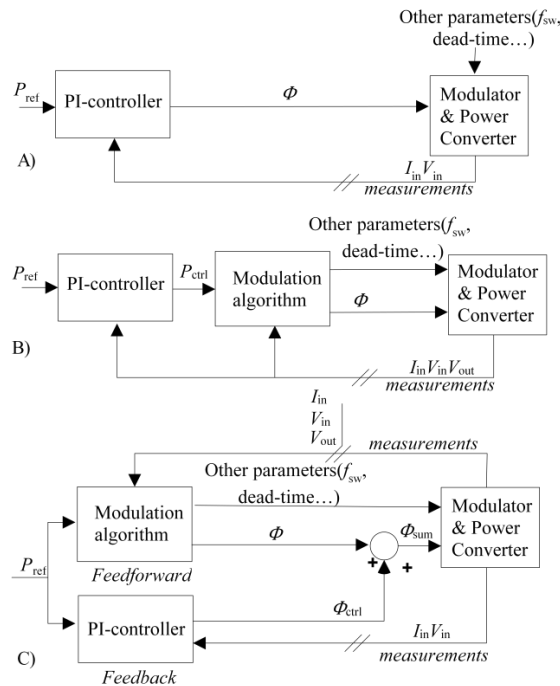 Other parameters(fsw,
dead-time…)
Pref
PI-controller
Φ
Modulator
& Power
Converter
A)
IinVin
measurements
Other parameters(fsw,
dead-time…)
Pref
PI-controller
Pctrl
Modulation
algorithm
Φ
Modulator
& Power
Converter
B)
IinVinVout
measurements
Iin
Vin
Vout
measurements
Other parameters(fsw,
dead-time…)
Modulation
algorithm
Φ
Φsum
Modulator
& Power
Converter
Pref
Feedforward
+
+
Φctrl
PI-controller
IinVin
measurements
C)
Feedback